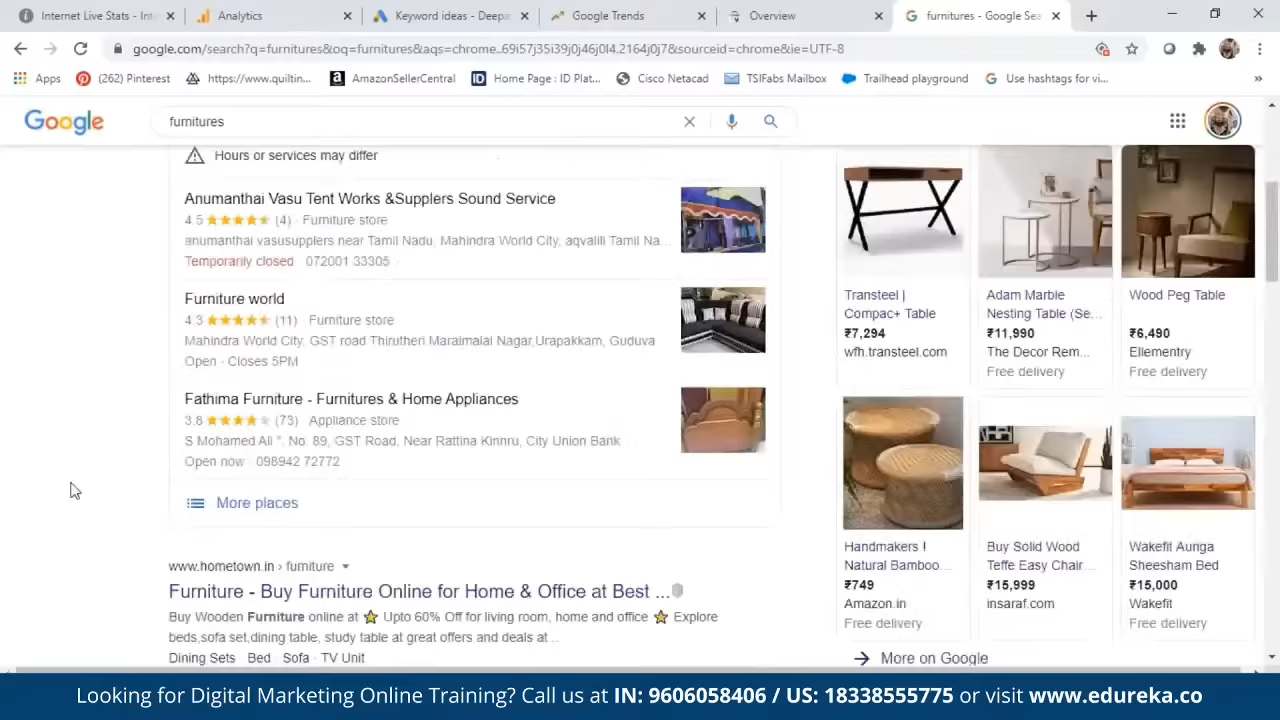 Internet Live Stats - Inte
Analytics
Keyword ideas - Deepa
Google Trends
Overview
furnitures - Google Sea
google.com/search?q=furnitures&oq=furnitures&aqs=chrome..69i57j35i39j0j46j0l4.2164j0j7&sourceid=chrome&ie=UTF-8
Apps
(262) Pinterest
https://www.quiltin...
AmazonSellerCentral
Home Page : ID Plat...
Cisco Netacad
TSIFabs Mailbox
Trailhead playground
Use hashtags for vi...
Google
furnitures
Hours or services may differ
Anumanthai Vasu Tent Works &Supplers Sound Service
4.5 (4) · Furniture store
anumanthai vasusupplers near Tamil Nadu, Mahindra World City, aqvalili Tamil Na...
Temporarily closed 072001 33305
Furniture world
4.3 (11) · Furniture store
Mahindra World City, GST road Thirutheri Maraimalai Nagar,Urapakkam, Guduva
Open · Closes 5PM
Fathima Furniture - Furnitures & Home Appliances
3.8 (73) · Appliance store
S Mohamed Ali ", No. 89, GST Road, Near Rattina Kinnru, City Union Bank
Open now · 098942 72772
More places
www.hometown.in › furniture
Furniture - Buy Furniture Online for Home & Office at Best ...
Buy Wooden Furniture online at ⭐ Upto 60% Off for living room, home and office ⭐ Explore
beds,sofa set,dining table, study table at great offers and deals at ..
Dining Sets · Bed · Sofa · TV Unit
Transteel |
Compac+ Table
₹7,294
wfh.transteel.com
Adam Marble
Nesting Table (Se...
₹11,990
The Decor Rem...
Free delivery
Wood Peg Table
₹6,490
Ellementry
Free delivery
Handmakers !
Natural Bamboo...
₹749
Amazon.in
Free delivery
Buy Solid Wood
Teffe Easy Chair...
₹15,999
insaraf.com
Wakefit Aunga
Sheesham Bed
₹15,000
Wakefit
Free delivery
More on Google
Looking for Digital Marketing Online Training? Call us at IN: 9606058406 / US: 18338555775 or visit www.edureka.co